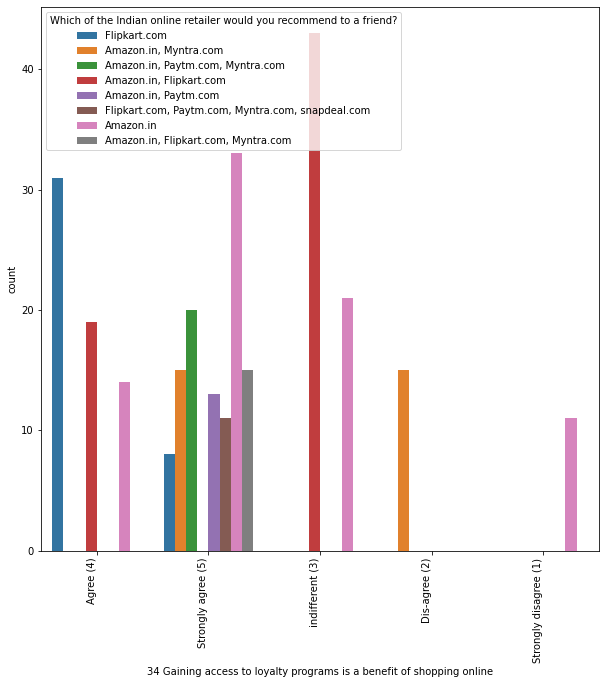 Which of the Indian online retailer would you recommend to a friend?
Flipkart.com
Amazon.in, Myntra.com
Amazon.in, Paytm.com, Myntra.com
Amazon.in, Flipkart.com
Amazon.in, Paytm.com
Flipkart.com, Paytm.com, Myntra.com, snapdeal.com
Amazon.in
Amazon.in, Flipkart.com, Myntra.com
40
30
20
10
0
count
Agree (4)
Strongly agree (5)
indifferent (3)
Dis-agree (2)
Strongly disagree (1)
34 Gaining access to loyalty programs is a benefit of shopping online